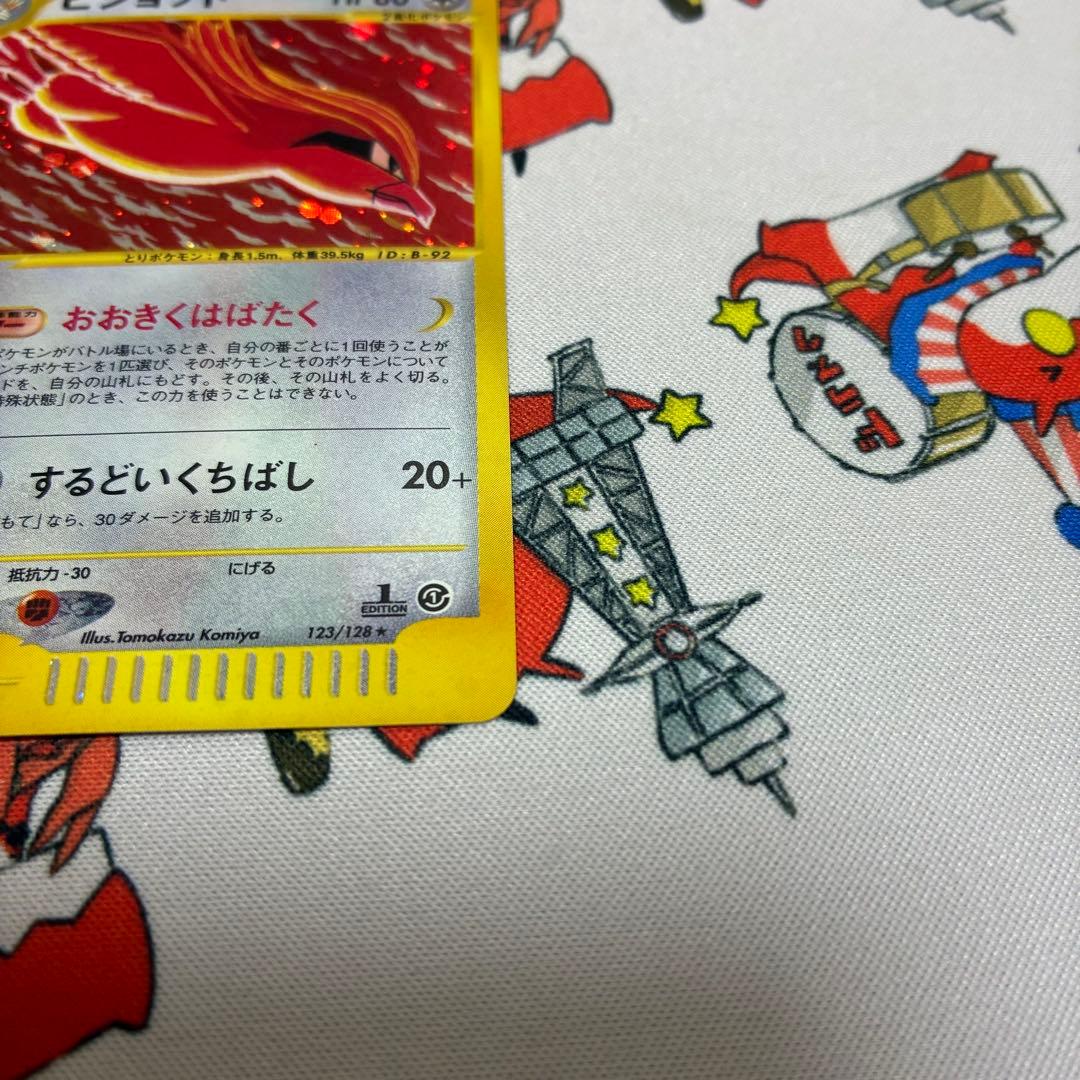 ピジョット HP 80
2進化ポケモン
とりポケモン：身長1.5m、体重39.5kg ID：B-92
おおきくはばたく
ポケモンがバトル場にいるとき、自分の番ごとに1回使うことが
ンチポケモンを1匹選び、そのポケモンとそのポケモンについて
ドを、自分の山札にもどす。その後、その山札をよく切る。
特殊状態」のとき、この力を使うことはできない。
するどいくちばし 20+
もて」なら、30ダメージを追加する。
抵抗力 -30 にげる
1
EDITION
Illus. Tomokazu Komiya 123/128 ★